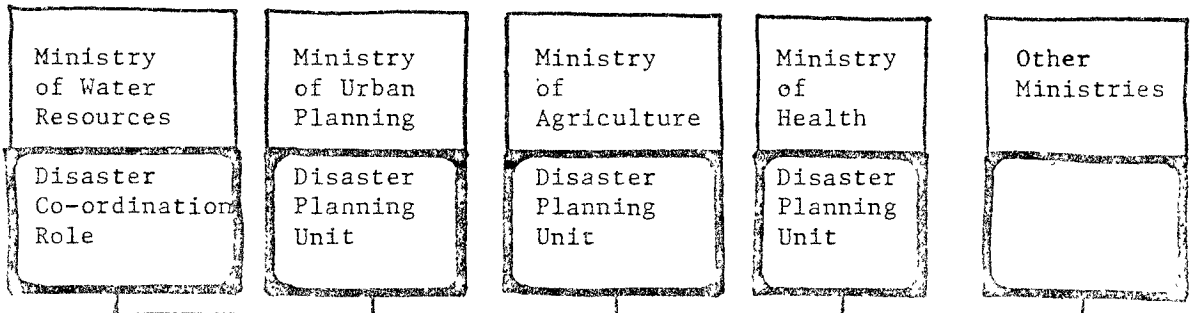 Ministry
of Water
Resources
Disaster
Co-ordination
Role
Ministry
of Urban
Planning
Disaster
Planning
Unit
Ministry
of
Agriculture
Disaster
Planning
Unit
Ministry
of
Health
Disaster
Planning
Unit
Other
Ministries